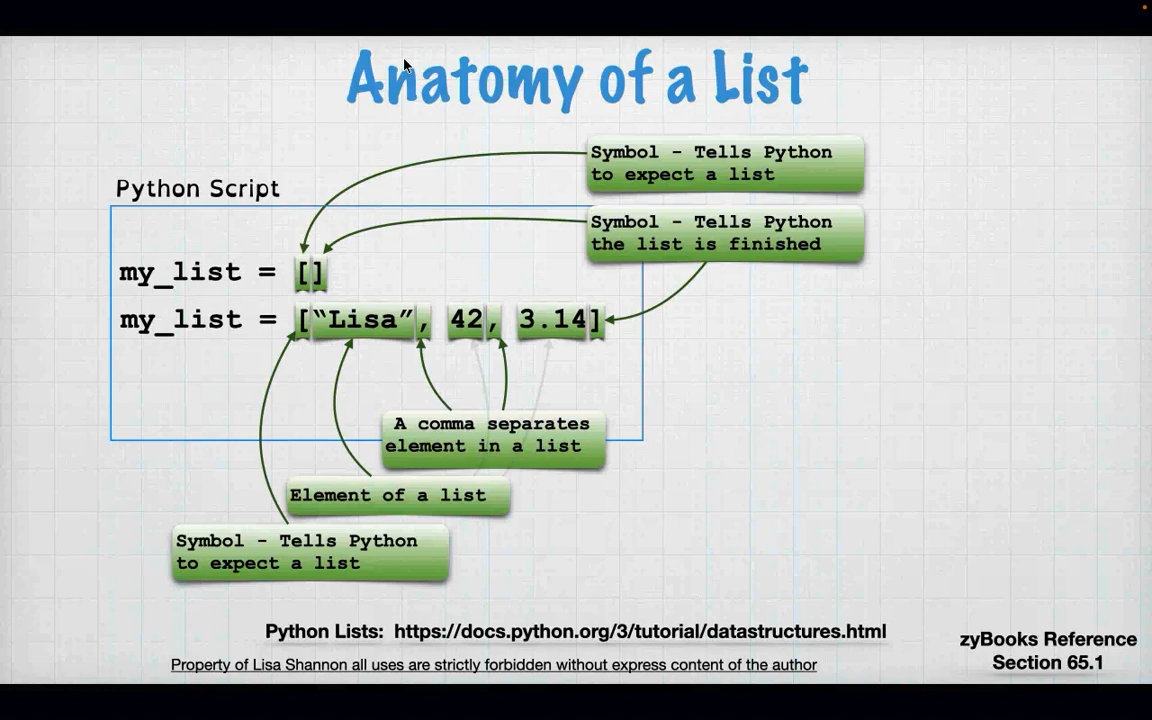 Anatomy of a List
Symbol - Tells Python
to expect a list
Python Script
Symbol - Tells Python
the list is finished
my_list = []
my_list = [“Lisa”, 42, 3.14]
A comma separates
element in a list
Element of a list
Symbol - Tells Python
to expect a list
Python Lists: https://docs.python.org/3/tutorial/datastructures.html
zyBooks Reference
Section 65.1
Property of Lisa Shannon all uses are strictly forbidden without express content of the author